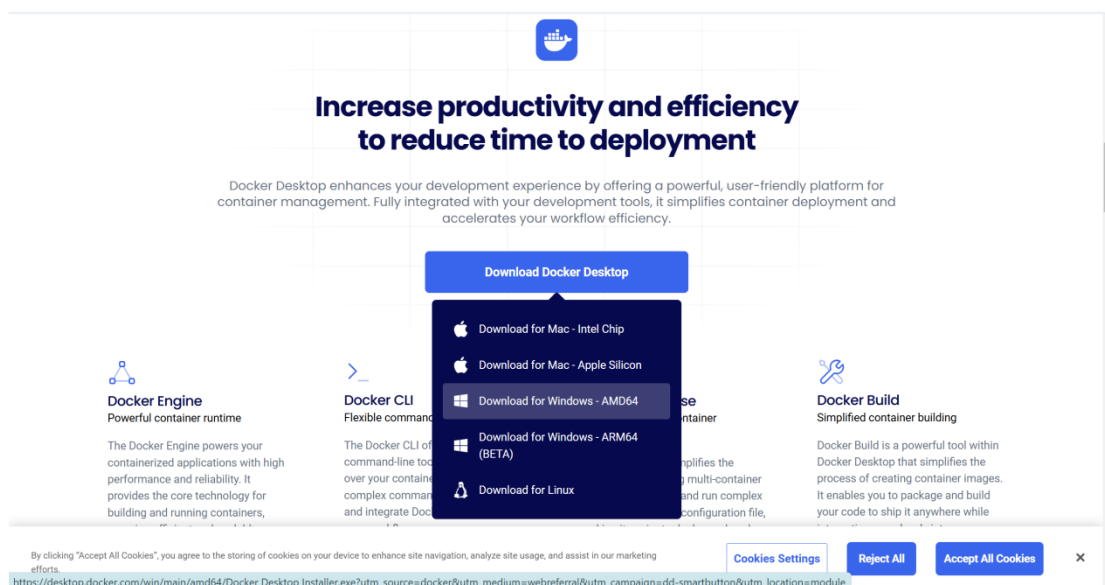 Increase productivity and efficiency
to reduce time to deployment
Docker Desktop enhances your development experience by offering a powerful, user-friendly platform for
container management. Fully integrated with your development tools, it simplifies container deployment and
accelerates your workflow efficiency.
Download Docker Desktop
Download for Mac - Intel Chip
Download for Mac - Apple Silicon
Download for Windows - AMD64
Download for Windows - ARM64
(BETA)
Download for Linux
Docker Engine
Powerful container runtime
The Docker Engine powers your
containerized applications with high
performance and reliability. It
provides the core technology for
building and running containers,
Docker CLI
Flexible command
The Docker CLI of
command-line too
over your containe
complex comman
and integrate Doc
se
ntainer
nplifies the
multi-container
and run complex
configuration file,
Docker Build
Simplified container building
Docker Build is a powerful tool within
Docker Desktop that simplifies the
process of creating container images.
It enables you to package and build
your code to ship it anywhere while
By clicking "Accept All Cookies", you agree to the storing of cookies on your device to enhance site navigation, analyze site usage, and assist in our marketing
efforts.
Cookies Settings
Reject All
Accept All Cookies
https://desktop.docker.com/win/main/amd64/Docker Desktop Installer.exe?utm_source=docker&utm_medium=webreferral&utm_campaign=dd-smartbutton&utm_location=module